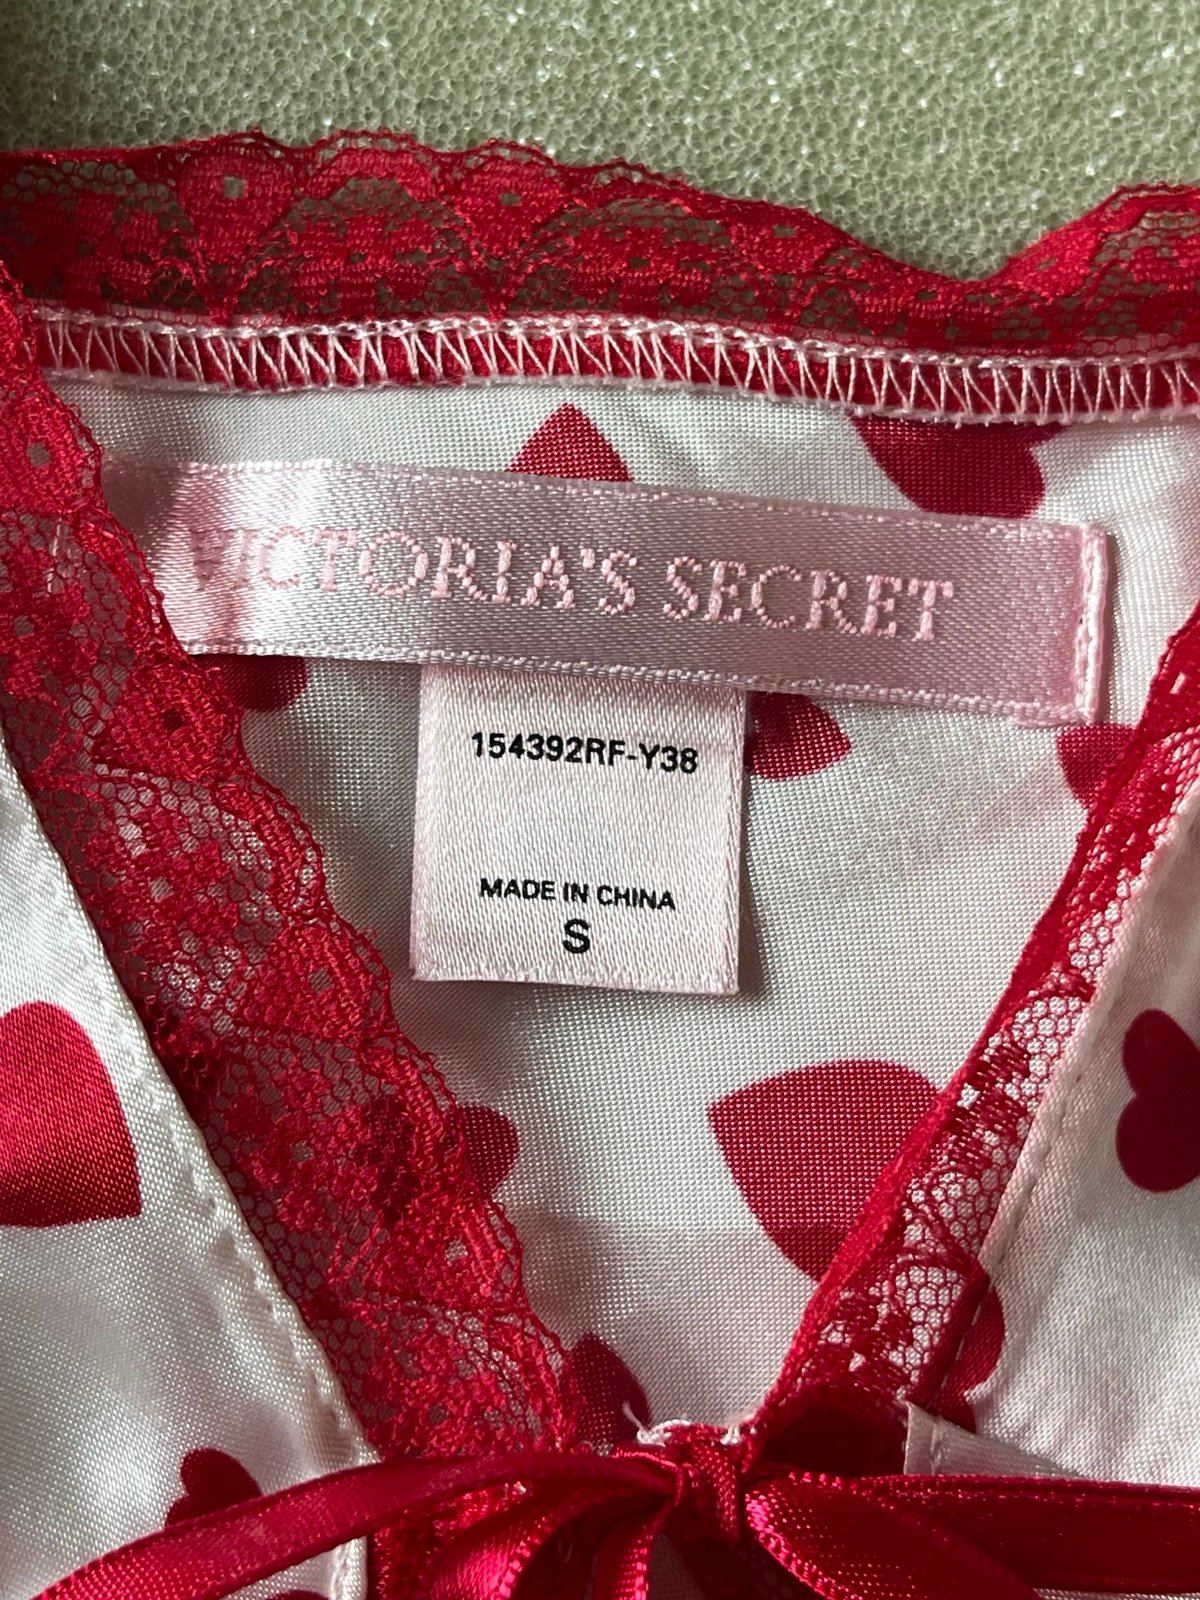 VICTORIA'S SECRET
154392RF-Y38
MADE IN CHINA
S